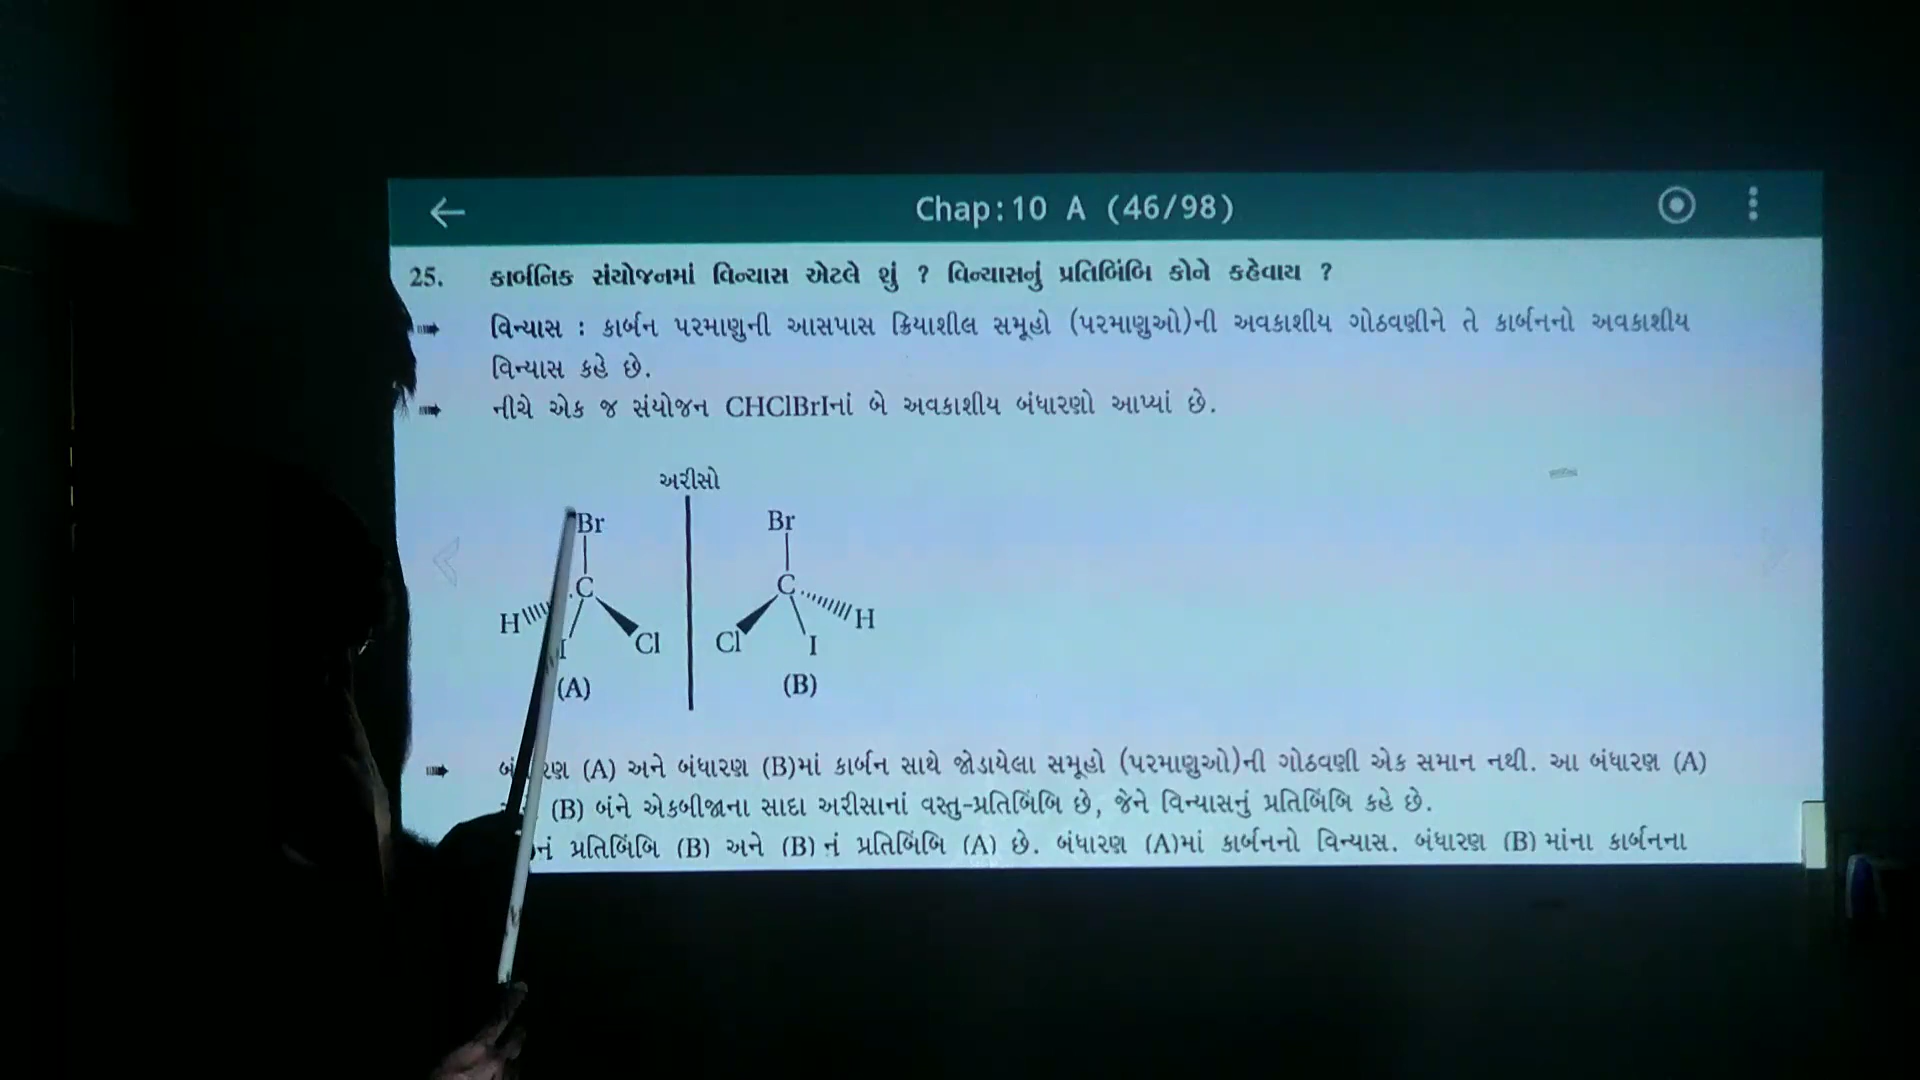 Chap:10 A (46/98)
25. કાર્બનિક સંયોજનમાં વિન્યાસ એટલે શું ? વિન્યાસનું પ્રતિબિંબિ કોને કહેવાય ?
વિન્યાસ : કાર્બન પરમાણુની આસપાસ ક્રિયાશીલ સમૂહો (પરમાણુઓ)ની અવકાશીય ગોઠવણીને તે કાર્બનનો અવકાશીય
વિન્યાસ કહે છે.
નીચે એક જ સંયોજન CHClBrIનાં બે અવકાશીય બંધારણો આપ્યાં છે.
અરીસો
Br Br
C C
H I Cl Cl I H
(A) (B)
(A) અને બંધારણ (B)માં કાર્બન સાથે જોડાયેલા સમૂહો (પરમાણુઓ)ની ગોઠવણી એક સમાન નથી. આ બંધારણ (A)
(B) બંને એકબીજાના સાદા અરીસાનાં વસ્તુ-પ્રતિબિંબિ છે, જેને વિન્યાસનું પ્રતિબિંબિ કહે છે.
)નં પ્રતિબિંબિ (B) અને (B) નં પ્રતિબિંબિ (A) છે. બંધારણ (A)માં કાર્બનનો વિન્યાસ. બંધારણ (B) માંના કાર્બનના